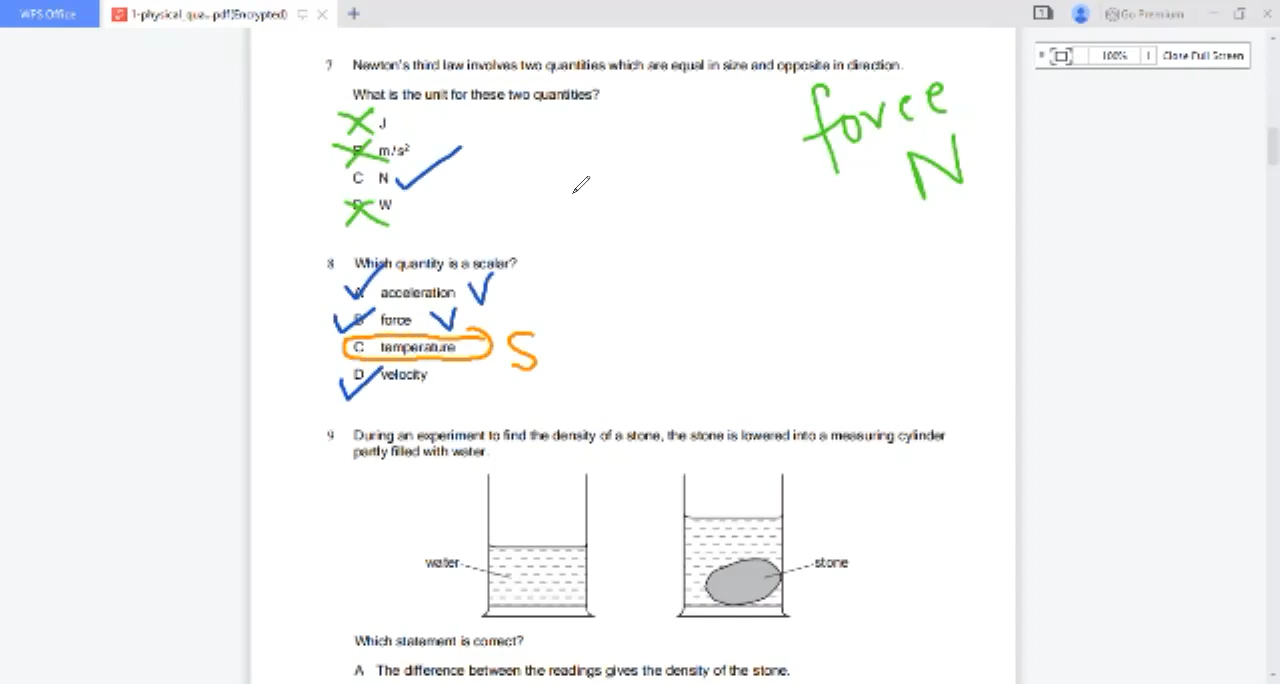 WPS Office
1-physical_qua...pdf(Encrypted)
1
Go Premium
100%
Close Full Screen
7 Newton's third law involves two quantities which are equal in size and opposite in direction.
What is the unit for these two quantities?
J
m/s²
C N
W
force
N
8 Which quantity is a scalar?
A acceleration
B force
C temperature
S
D velocity
9 During an experiment to find the density of a stone, the stone is lowered into a measuring cylinder
partly filled with water.
water
stone
Which statement is correct?
A The difference between the readings gives the density of the stone.